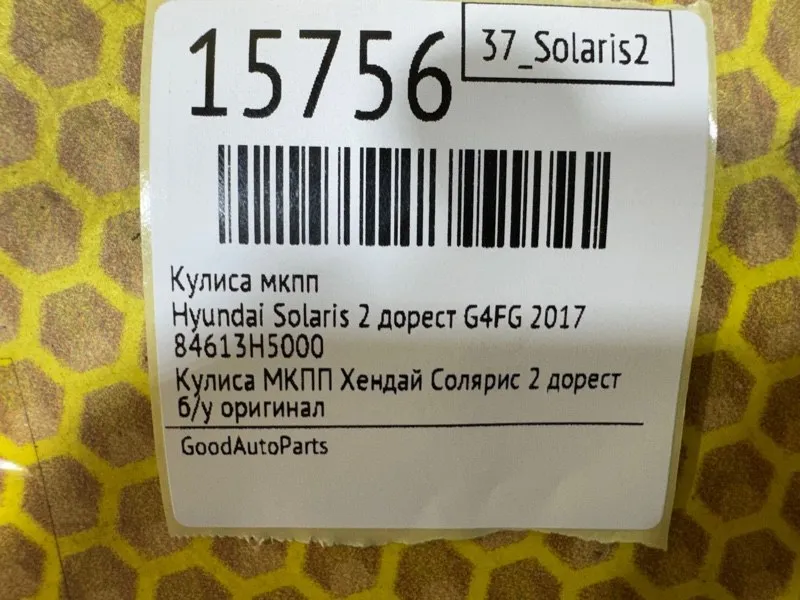 15756
37_Solaris2
Кулиса мкпп
Hyundai Solaris 2 дорест G4FG 2017
84613H5000
Кулиса МКПП Хендай Солярис 2 дорест
б/у оригинал
GoodAutoParts